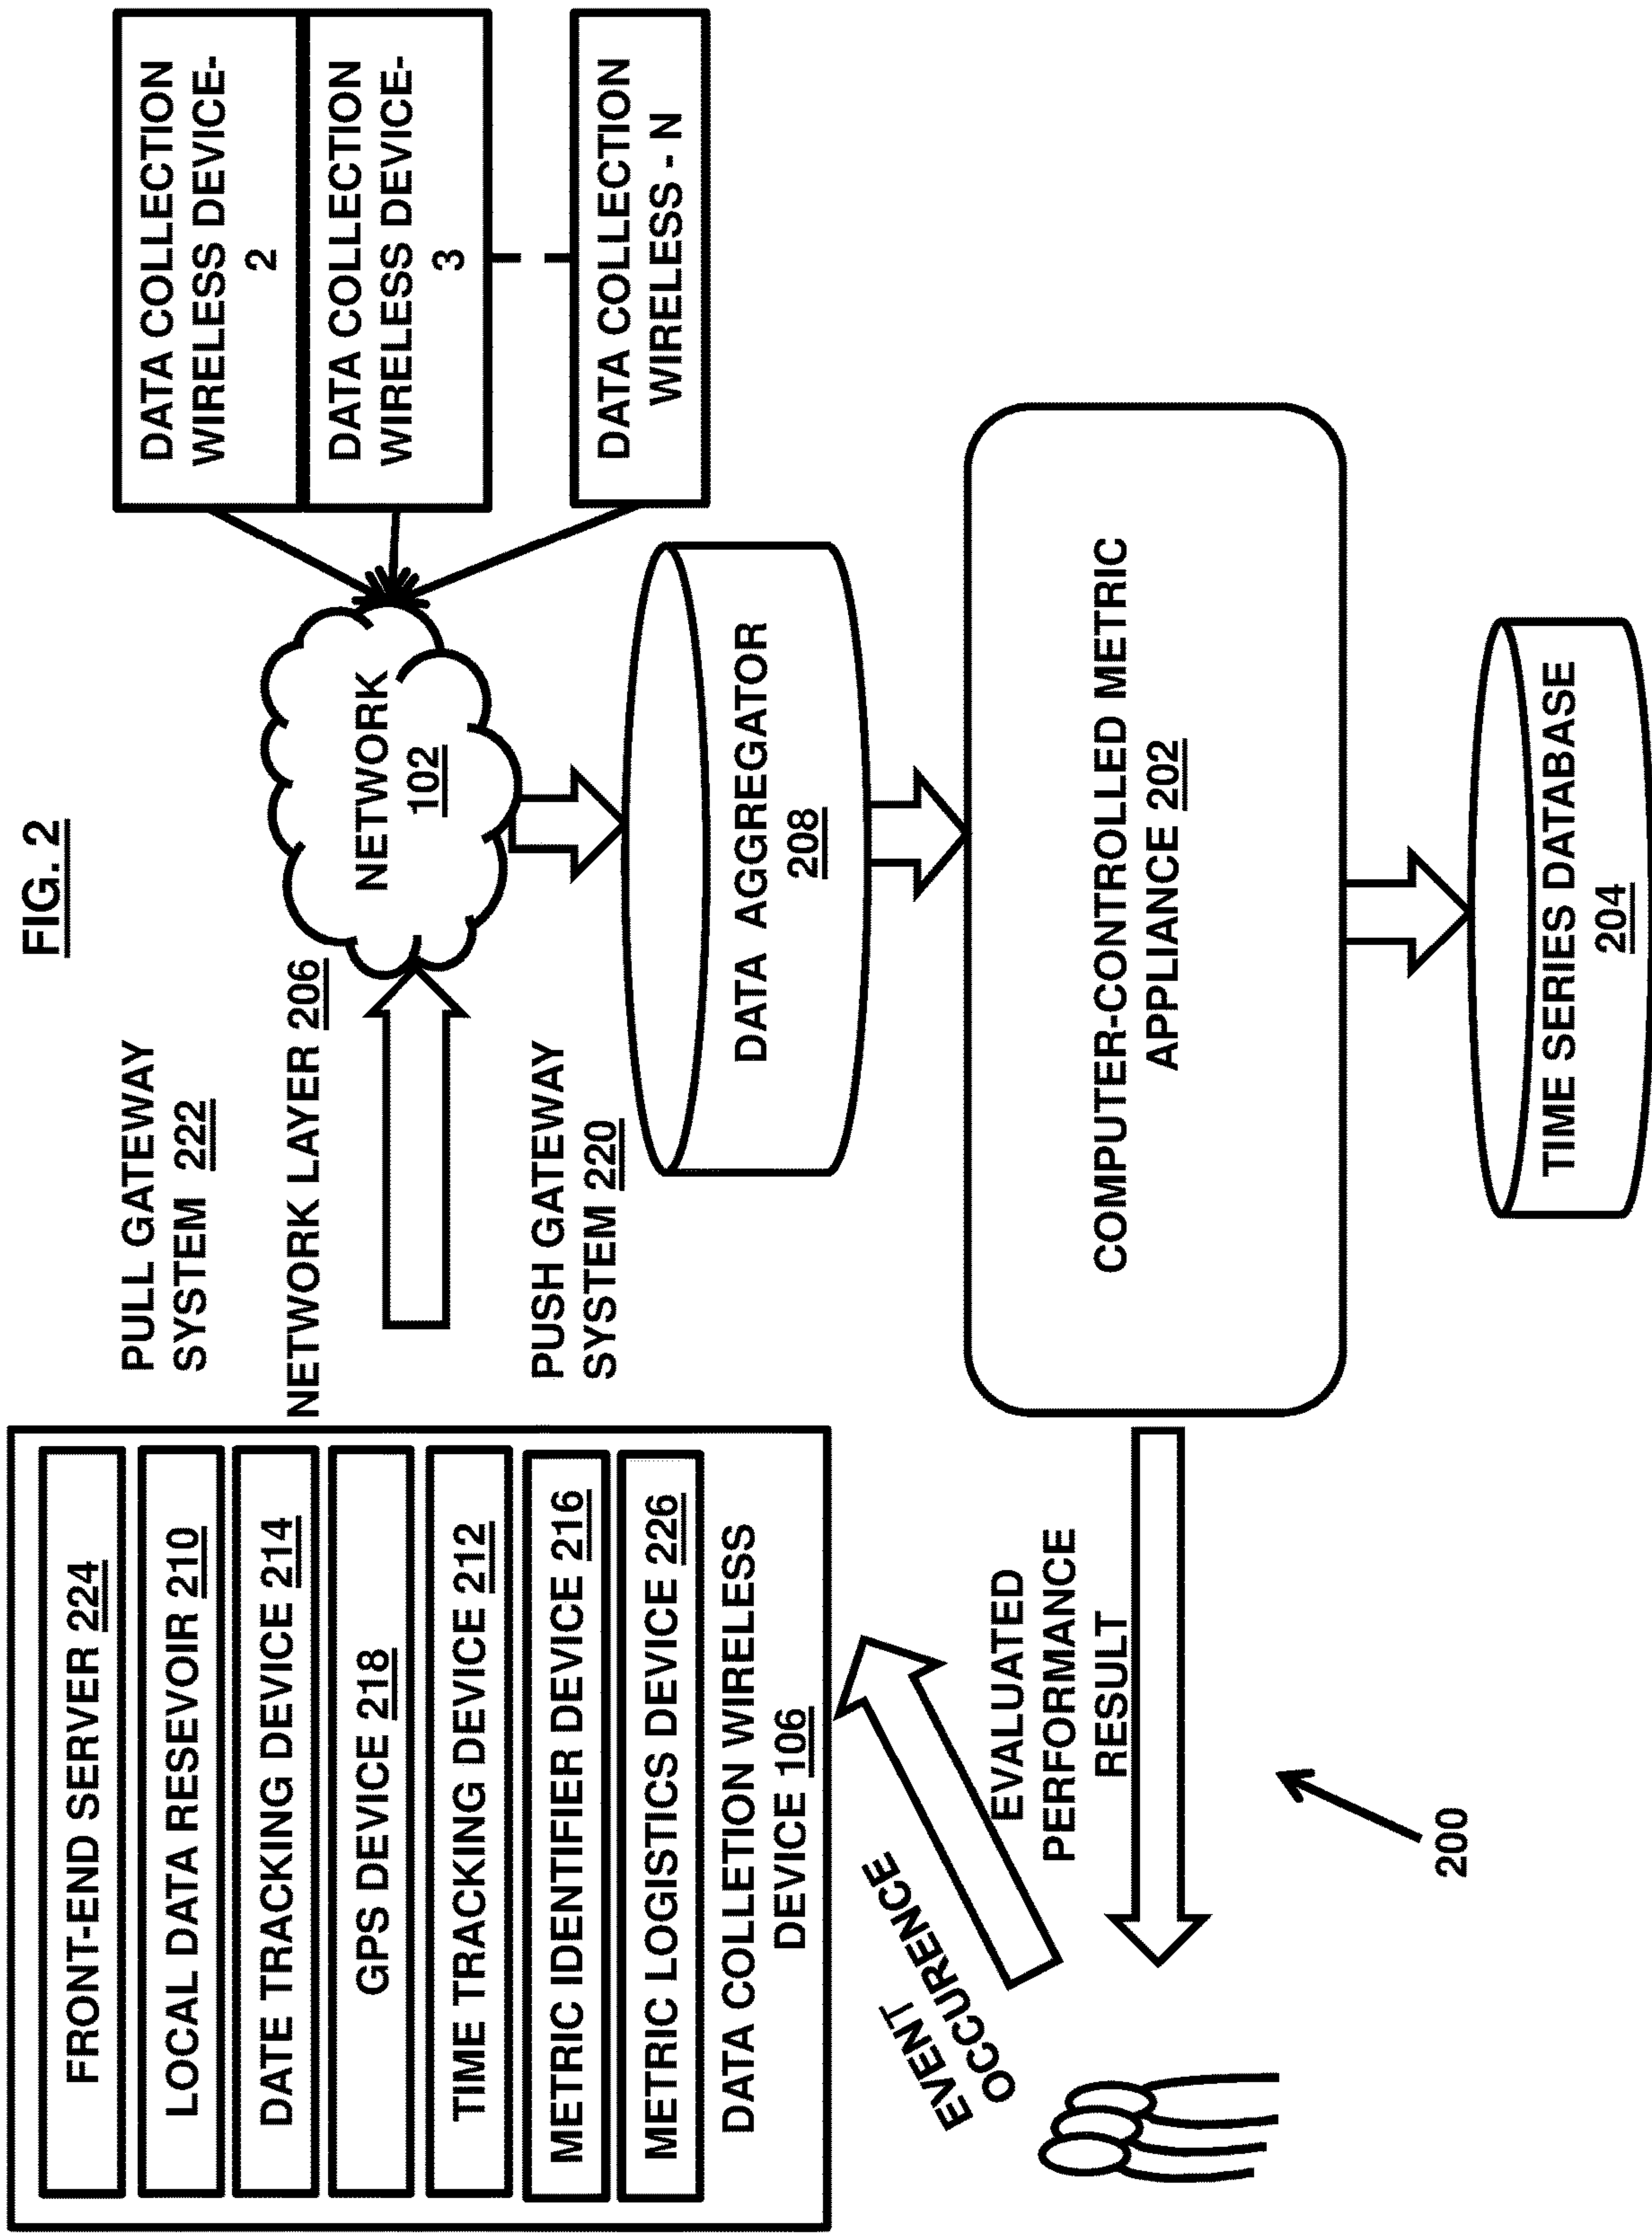 FIG. 2
FRONT-END SERVER 224
LOCAL DATA RESEVOIR 210
DATE TRACKING DEVICE 214
GPS DEVICE 218
TIME TRACKING DEVICE 212
METRIC IDENTIFIER DEVICE 216
METRIC LOGISTICS DEVICE 226
DATA COLLETION WIRELESS
DEVICE 106
PULL GATEWAY
SYSTEM 222
NETWORK LAYER 206
PUSH GATEWAY
SYSTEM 220
NETWORK
102
DATA COLLECTION
WIRELESS DEVICE-
2
DATA COLLECTION
WIRELESS DEVICE-
3
DATA COLLECTION
WIRELESS - N
DATA AGGREGATOR
208
COMPUTER-CONTROLLED METRIC
APPLIANCE 202
TIME SERIES DATABASE
204
EVENT
OCCURENCE
EVALUATED
PERFORMANCE
RESULT
200